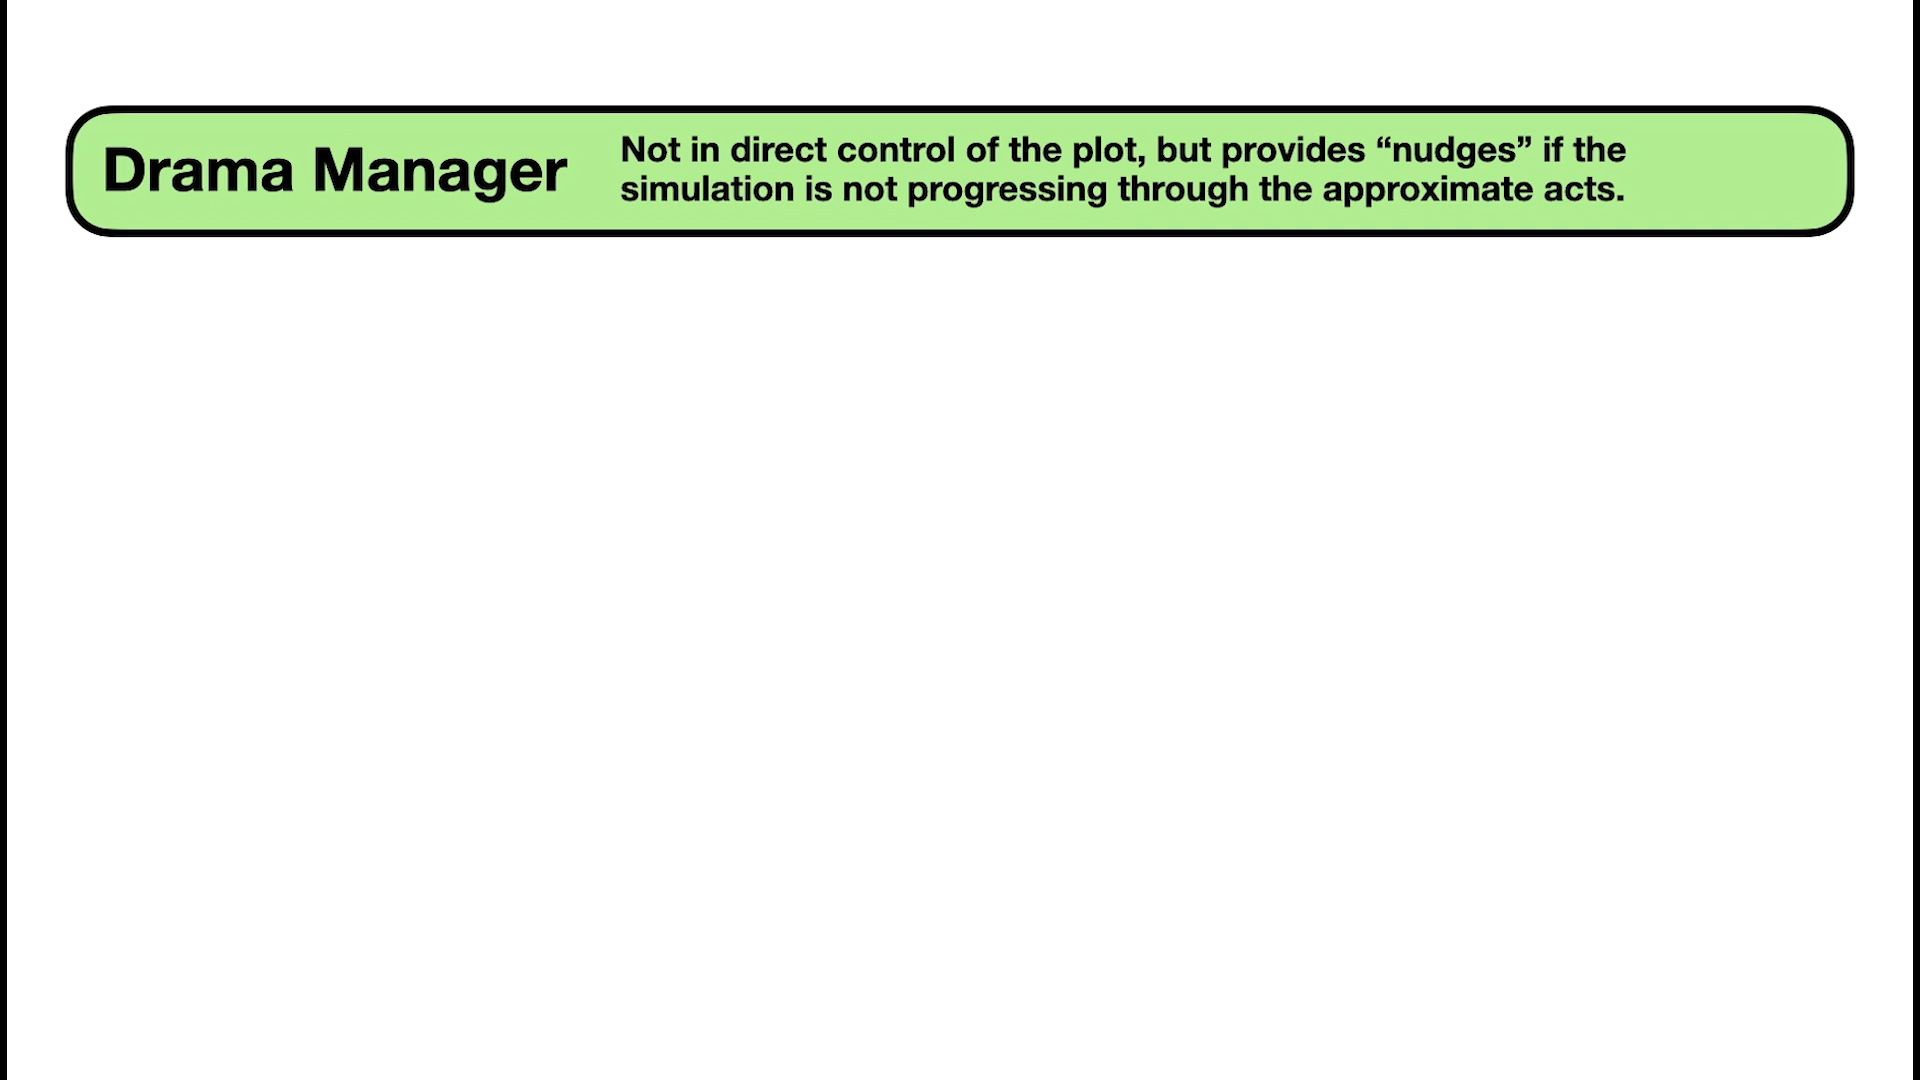 Drama Manager
Not in direct control of the plot, but provides “nudges” if the
simulation is not progressing through the approximate acts.